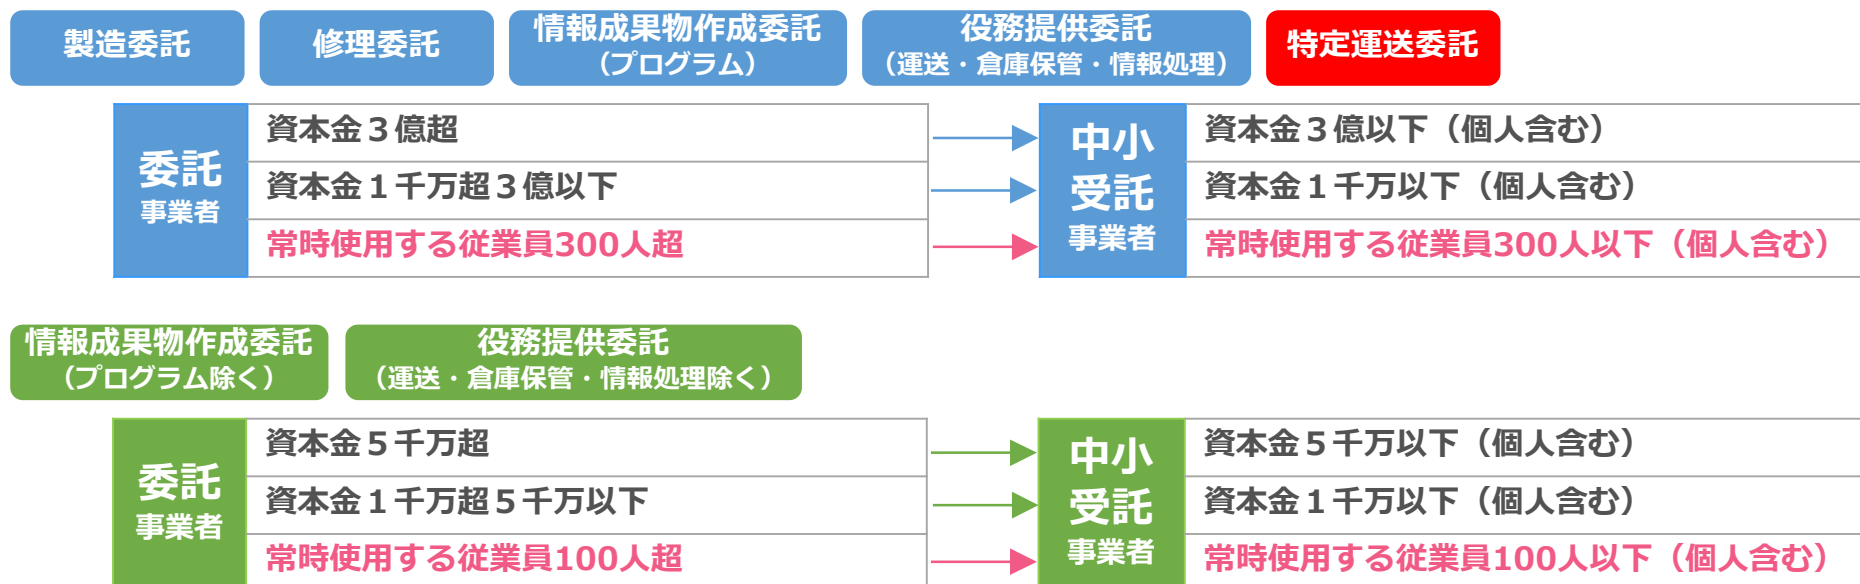 製造委託
修理委託
情報成果物作成委託
（プログラム）
役務提供委託
（運送・倉庫保管・情報処理）
特定運送委託
委託
事業者
資本金３億超
資本金１千万超３億以下
常時使用する従業員300人超
中小
受託
事業者
資本金３億以下（個人含む）
資本金１千万以下（個人含む）
常時使用する従業員300人以下（個人含む）
情報成果物作成委託
（プログラム除く）
役務提供委託
（運送・倉庫保管・情報処理除く）
委託
事業者
資本金５千万超
資本金１千万超５千万以下
常時使用する従業員100人超
中小
受託
事業者
資本金５千万以下（個人含む）
資本金１千万以下（個人含む）
常時使用する従業員100人以下（個人含む）